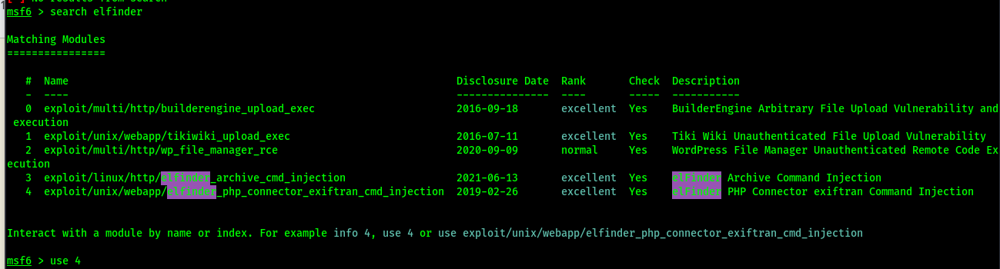 msf6 > search elfinder
Matching Modules
================
# Name Disclosure Date Rank Check Description
- ---- --------------- ---- ----- -----------
0 exploit/multi/http/builderengine_upload_exec 2016-09-18 excellent Yes BuilderEngine Arbitrary File Upload Vulnerability and
execution
1 exploit/unix/webapp/tikiwiki_upload_exec 2016-07-11 excellent Yes Tiki Wiki Unauthenticated File Upload Vulnerability
2 exploit/multi/http/wp_file_manager_rce 2020-09-09 normal Yes WordPress File Manager Unauthenticated Remote Code Ex
ecution
3 exploit/linux/http/elfinder_archive_cmd_injection 2021-06-13 excellent Yes elFinder Archive Command Injection
4 exploit/unix/webapp/elfinder_php_connector_exiftran_cmd_injection 2019-02-26 excellent Yes elFinder PHP Connector exiftran Command Injection
Interact with a module by name or index. For example info 4, use 4 or use exploit/unix/webapp/elfinder_php_connector_exiftran_cmd_injection
msf6 > use 4